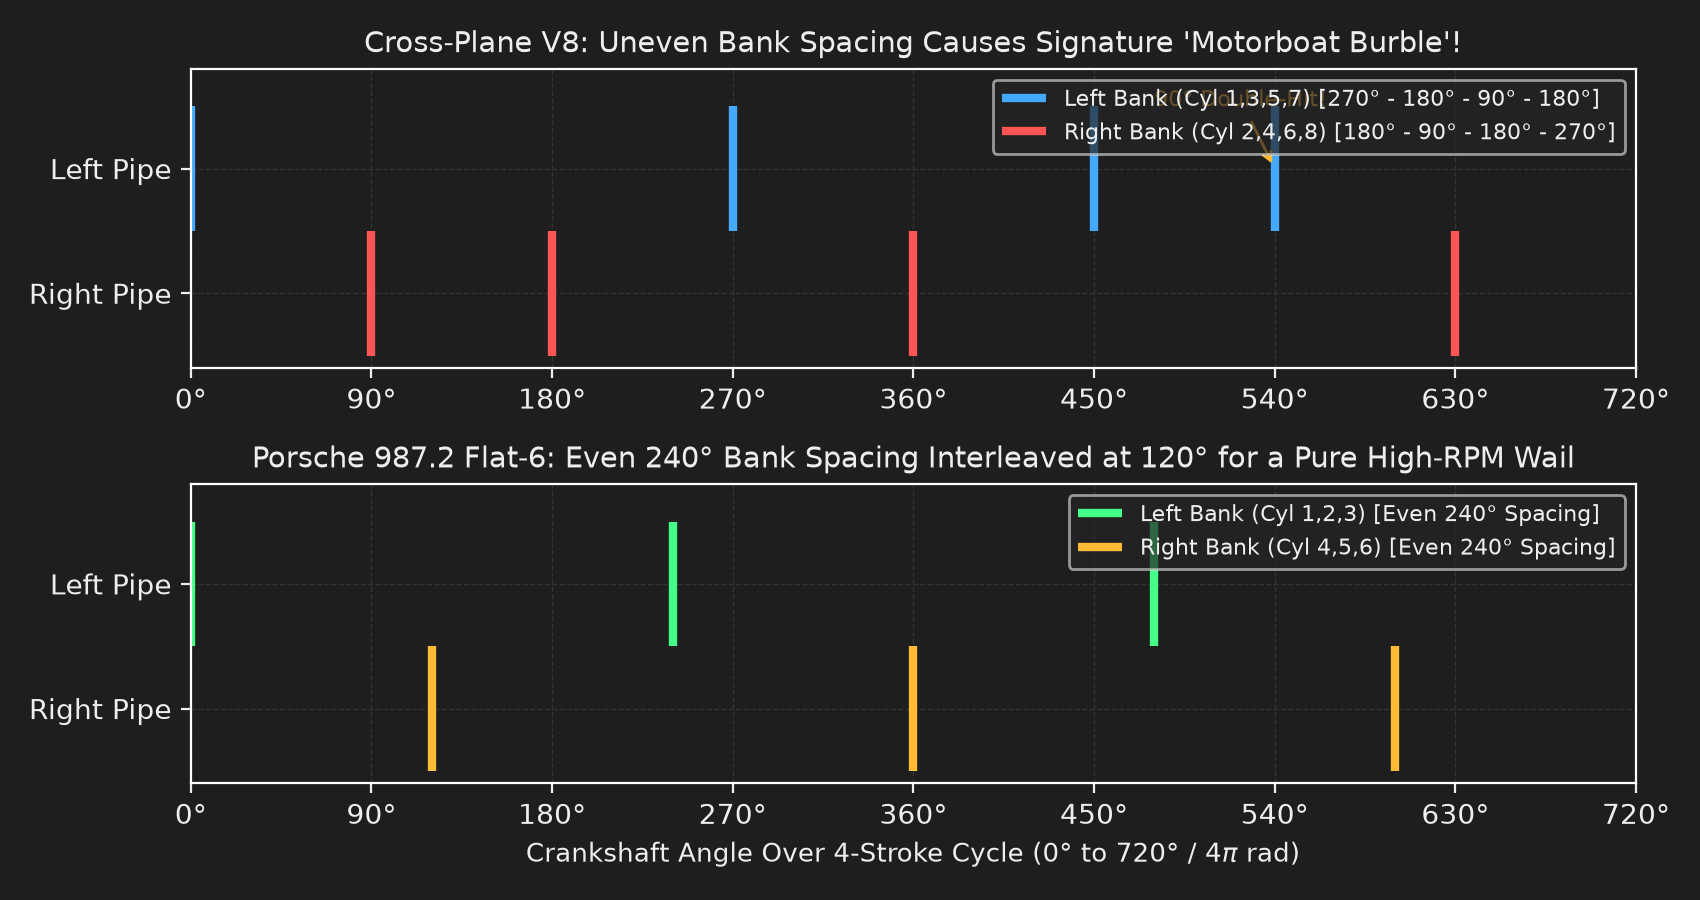 Cross-Plane V8: Uneven Bank Spacing Causes Signature 'Motorboat Burble'!
Left Bank (Cyl 1,3,5,7) [270° - 180° - 90° - 180°]
Right Bank (Cyl 2,4,6,8) [180° - 90° - 180° - 270°]
Left Pipe
Right Pipe
0° 90° 180° 270° 360° 450° 540° 630° 720°
Porsche 987.2 Flat-6: Even 240° Bank Spacing Interleaved at 120° for a Pure High-RPM Wail
Left Bank (Cyl 1,2,3) [Even 240° Spacing]
Right Bank (Cyl 4,5,6) [Even 240° Spacing]
Left Pipe
Right Pipe
0° 90° 180° 270° 360° 450° 540° 630° 720°
Crankshaft Angle Over 4-Stroke Cycle (0° to 720° / 4π rad)